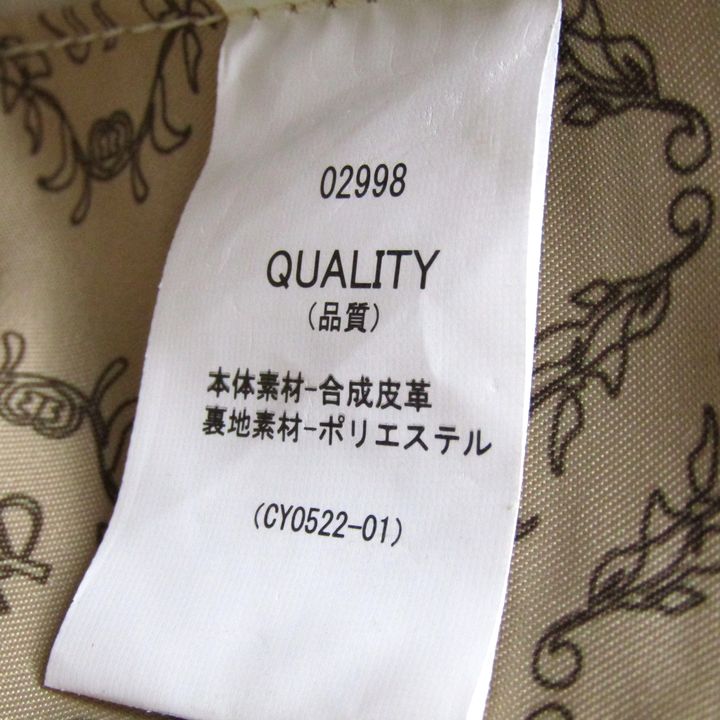 02998
QUALITY
(品質)
本体素材-合成皮革
裏地素材-ポリエステル
(CY0522-01)